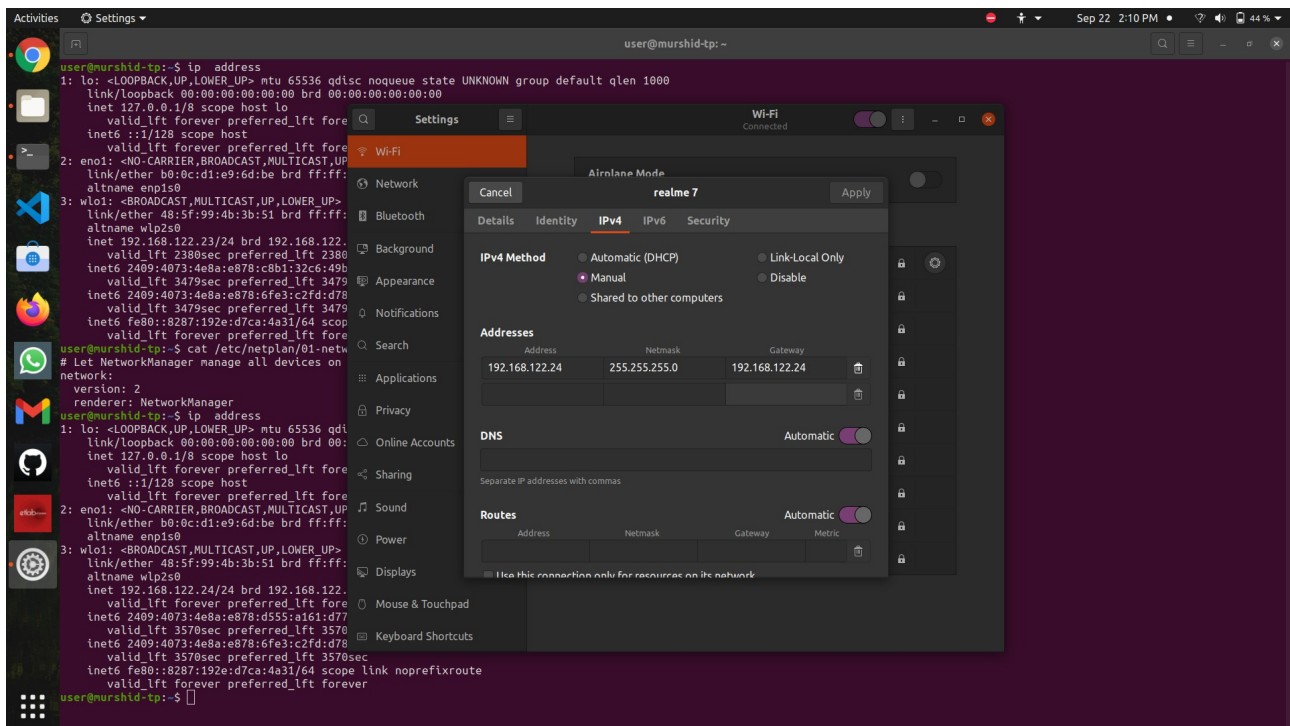 Activities Settings Sep 22 2:10 PM 44 %
user@murshid-tp: ~
user@murshid-tp:~$ ip  address
1: lo: <LOOPBACK,UP,LOWER_UP> mtu 65536 qdisc noqueue state UNKNOWN group default qlen 1000
link/loopback 00:00:00:00:00:00 brd 00:00:00:00:00:00
inet 127.0.0.1/8 scope host lo
valid_lft forever preferred_lft fore
inet6 ::1/128 scope host
valid_lft forever preferred_lft fore
2: eno1: <NO-CARRIER,BROADCAST,MULTICAST,UP
link/ether b0:0c:d1:e9:6d:be brd ff:ff:
altname enp1s0
3: wlo1: <BROADCAST,MULTICAST,UP,LOWER_UP>
link/ether 48:5f:99:4b:3b:51 brd ff:ff:
altname wlp2s0
inet 192.168.122.23/24 brd 192.168.122.
valid_lft 2380sec preferred_lft 2380
inet6 2409:4073:4e8a:e878:c8b1:32c6:49b
valid_lft 3479sec preferred_lft 3479
inet6 2409:4073:4e8a:e878:6fe3:c2fd:d78
valid_lft 3479sec preferred_lft 3479
inet6 fe80::8287:192e:d7ca:4a31/64 scop
valid_lft forever preferred_lft fore
user@murshid-tp:~$ cat /etc/netplan/01-netw
# Let NetworkManager manage all devices on
network:
version: 2
renderer: NetworkManager
user@murshid-tp:~$ ip  address
1: lo: <LOOPBACK,UP,LOWER_UP> mtu 65536 qdi
link/loopback 00:00:00:00:00:00 brd 00:
inet 127.0.0.1/8 scope host lo
valid_lft forever preferred_lft fore
inet6 ::1/128 scope host
valid_lft forever preferred_lft fore
2: eno1: <NO-CARRIER,BROADCAST,MULTICAST,UP
link/ether b0:0c:d1:e9:6d:be brd ff:ff:
altname enp1s0
3: wlo1: <BROADCAST,MULTICAST,UP,LOWER_UP>
link/ether 48:5f:99:4b:3b:51 brd ff:ff:
altname wlp2s0
inet 192.168.122.24/24 brd 192.168.122.
valid_lft forever preferred_lft fore
inet6 2409:4073:4e8a:e878:d555:a161:d77
valid_lft 3570sec preferred_lft 3570
inet6 2409:4073:4e8a:e878:6fe3:c2fd:d78
valid_lft 3570sec preferred_lft 3570sec
inet6 fe80::8287:192e:d7ca:4a31/64 scope link noprefixroute
valid_lft forever preferred_lft forever
user@murshid-tp:~$
Settings
Wi-Fi
Connected
Wi-Fi
Network
Bluetooth
Background
Appearance
Notifications
Search
Applications
Privacy
Online Accounts
Sharing
Sound
Power
Displays
Mouse & Touchpad
Keyboard Shortcuts
Airplane Mode
Cancel realme 7 Apply
Details Identity IPv4 IPv6 Security
IPv4 Method Automatic (DHCP) Link-Local Only
Manual Disable
Shared to other computers
Addresses
Address Netmask Gateway
192.168.122.24 255.255.255.0 192.168.122.24
DNS Automatic
Separate IP addresses with commas
Routes Automatic
Address Netmask Gateway Metric
Use this connection only for resources on its network